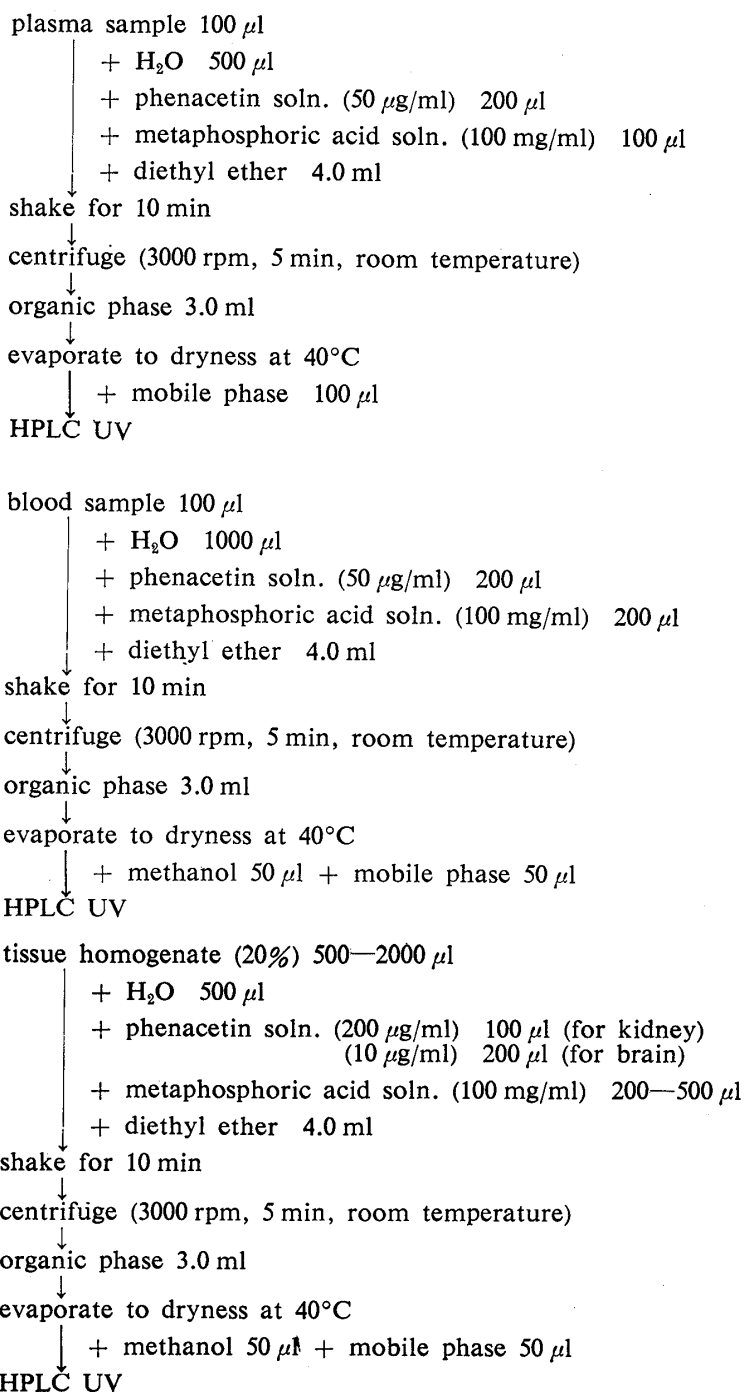 plasma sample 100 μl
+ H₂O 500 μl
+ phenacetin soln. (50 μg/ml) 200 μl
+ metaphosphoric acid soln. (100 mg/ml) 100 μl
+ diethyl ether 4.0 ml
shake for 10 min
centrifuge (3000 rpm, 5 min, room temperature)
organic phase 3.0 ml
evaporate to dryness at 40°C
+ mobile phase 100 μl
HPLC UV
blood sample 100 μl
+ H₂O 1000 μl
+ phenacetin soln. (50 μg/ml) 200 μl
+ metaphosphoric acid soln. (100 mg/ml) 200 μl
+ diethyl ether 4.0 ml
shake for 10 min
centrifuge (3000 rpm, 5 min, room temperature)
organic phase 3.0 ml
evaporate to dryness at 40°C
+ methanol 50 μl + mobile phase 50 μl
HPLC UV
tissue homogenate (20%) 500—2000 μl
+ H₂O 500 μl
+ phenacetin soln. (200 μg/ml) 100 μl (for kidney)
(10 μg/ml) 200 μl (for brain)
+ metaphosphoric acid soln. (100 mg/ml) 200—500 μl
+ diethyl ether 4.0 ml
shake for 10 min
centrifuge (3000 rpm, 5 min, room temperature)
organic phase 3.0 ml
evaporate to dryness at 40°C
+ methanol 50 μl + mobile phase 50 μl
HPLC UV